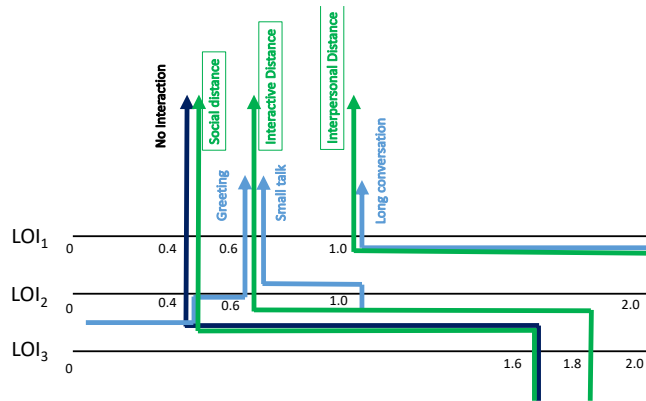 No Interaction
Social distance
Interactive Distance
Interpersonal Distance
Greeting
Small talk
Long conversation
LOI1
0 0.4 0.6 1.0
LOI2
0 0.4 0.6 1.0 2.0
LOI3
0 1.6 1.8 2.0